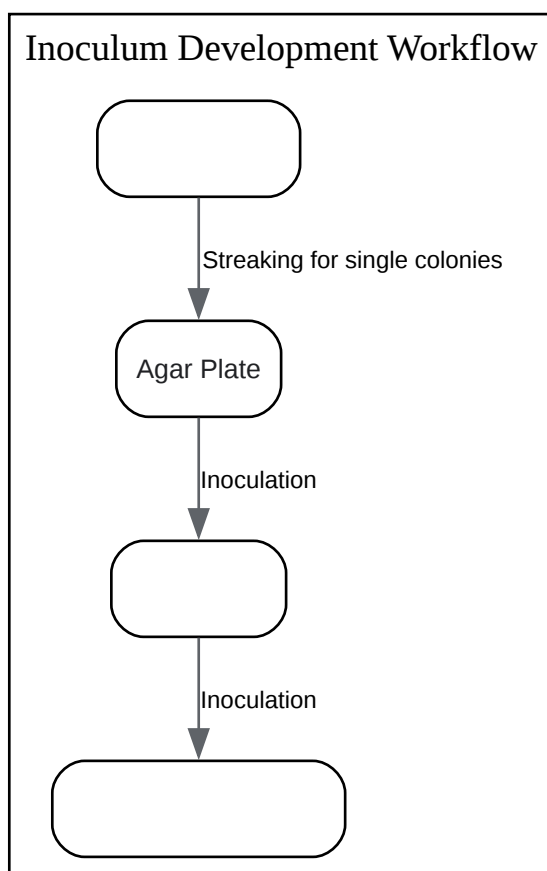 Inoculum Development Workflow
Streaking for single colonies
Agar Plate
Inoculation
Inoculation